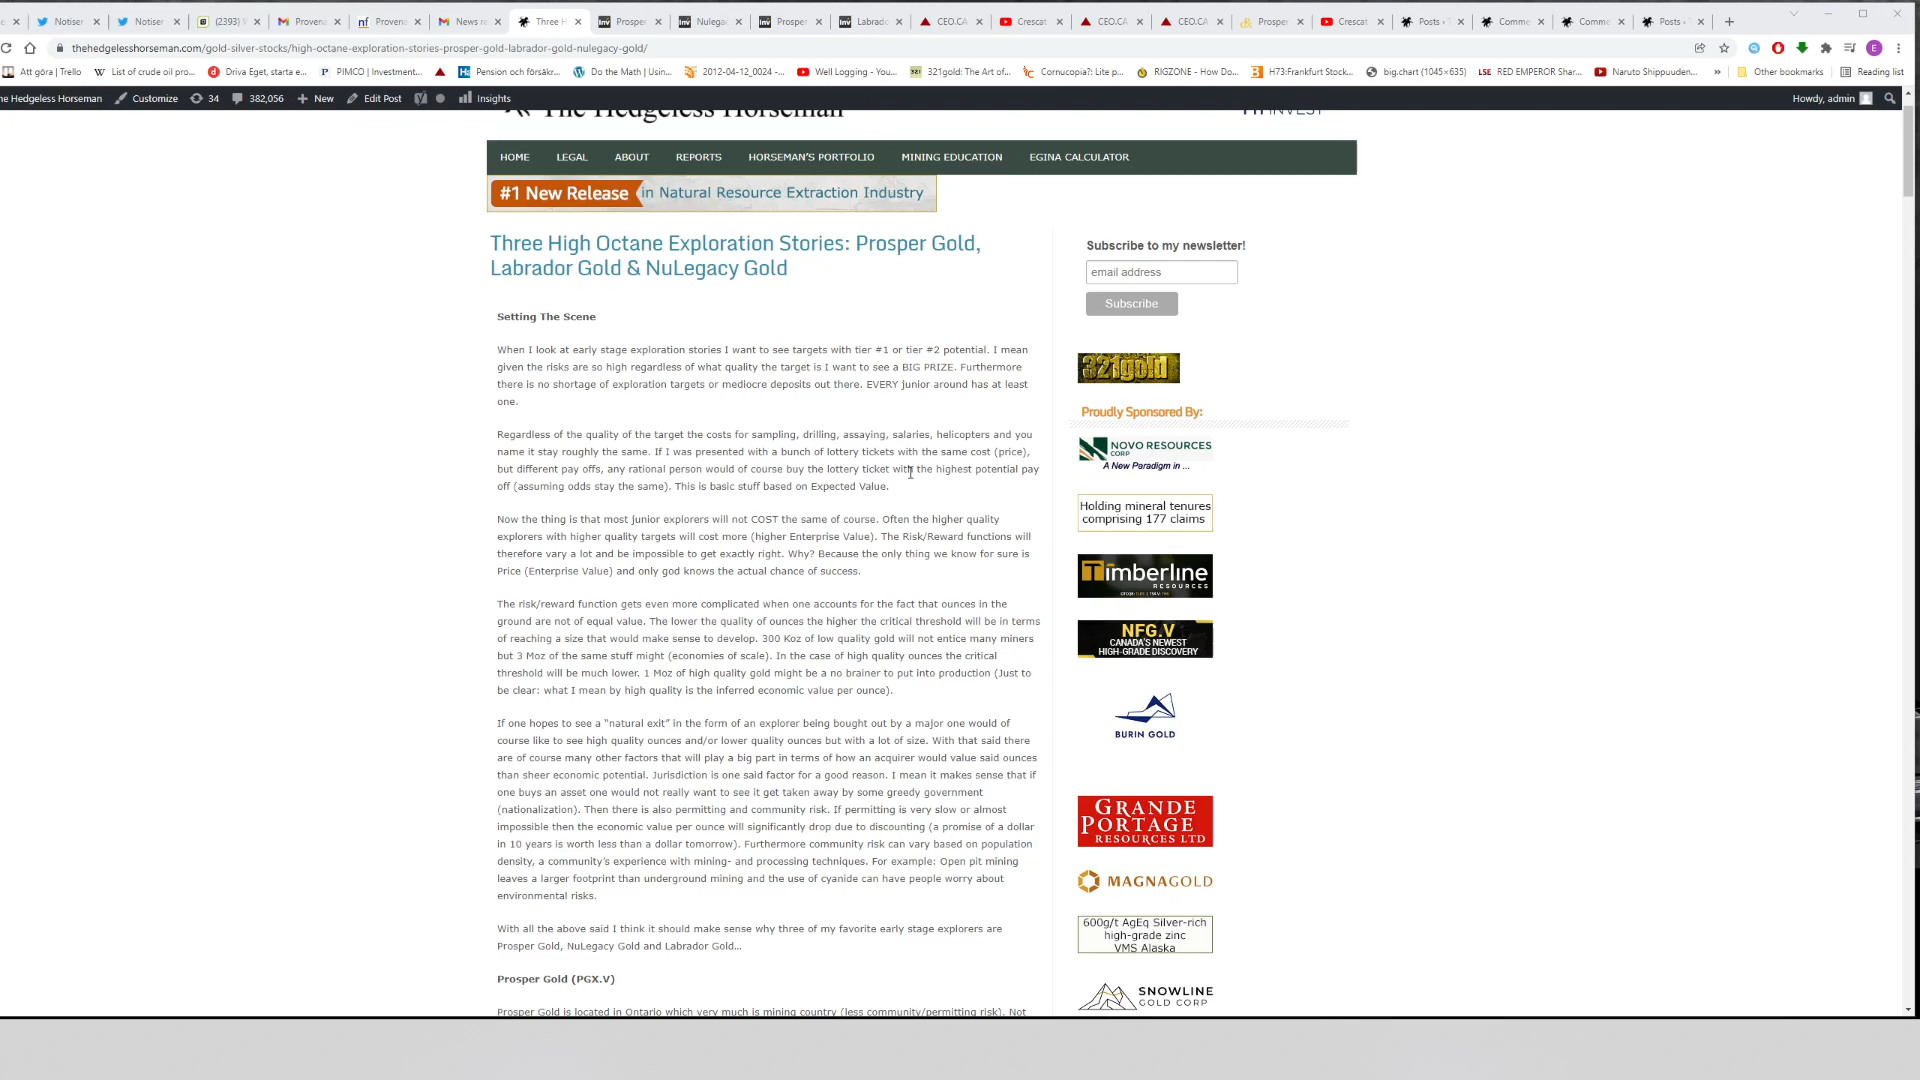 Notiser
Notiser
(2393)
Provena
Provena
News re
Three H
Prosper
Nulegac
Prosper
Labrado
CEO.CA
Crescat
CEO.CA
CEO.CA
Prosper
Crescat
Posts ‹
Comme
Comme
Posts ‹
thehedgelesshorseman.com/gold-silver-stocks/high-octane-exploration-stories-prosper-gold-labrador-gold-nulegacy-gold/
Att göra | Trello
List of crude oil pro...
Driva Eget, starta e...
PIMCO | Investment...
Pension och försäkr...
Do the Math | Usin...
2012-04-12_0024 -...
Well Logging - You...
321gold: The Art of...
Cornucopia?: Lite p...
RIGZONE - How Do...
H73:Frankfurt Stock...
big.chart (1045×635)
RED EMPEROR Shar...
Naruto Shippuuden...
Other bookmarks
Reading list
he Hedgeless Horseman
Customize
34
382,056
New
Edit Post
Insights
Howdy, admin
The Hedgeless Horseman
HOME
LEGAL
ABOUT
REPORTS
HORSEMAN'S PORTFOLIO
MINING EDUCATION
EGINA CALCULATOR
#1 New Release in Natural Resource Extraction Industry
Three High Octane Exploration Stories: Prosper Gold,
Labrador Gold & NuLegacy Gold
Setting The Scene
When I look at early stage exploration stories I want to see targets with tier #1 or tier #2 potential. I mean
given the risks are so high regardless of what quality the target is I want to see a BIG PRIZE. Furthermore
there is no shortage of exploration targets or mediocre deposits out there. EVERY junior around has at least
one.
Regardless of the quality of the target the costs for sampling, drilling, assaying, salaries, helicopters and you
name it stay roughly the same. If I was presented with a bunch of lottery tickets with the same cost (price),
but different pay offs, any rational person would of course buy the lottery ticket with the highest potential pay
off (assuming odds stay the same). This is basic stuff based on Expected Value.
Now the thing is that most junior explorers will not COST the same of course. Often the higher quality
explorers with higher quality targets will cost more (higher Enterprise Value). The Risk/Reward functions will
therefore vary a lot and be impossible to get exactly right. Why? Because the only thing we know for sure is
Price (Enterprise Value) and only god knows the actual chance of success.
The risk/reward function gets even more complicated when one accounts for the fact that ounces in the
ground are not of equal value. The lower the quality of ounces the higher the critical threshold will be in terms
of reaching a size that would make sense to develop. 300 Koz of low quality gold will not entice many miners
but 3 Moz of the same stuff might (economies of scale). In the case of high quality ounces the critical
threshold will be much lower. 1 Moz of high quality gold might be a no brainer to put into production (Just to
be clear: what I mean by high quality is the inferred economic value per ounce).
If one hopes to see a "natural exit" in the form of an explorer being bought out by a major one would of
course like to see high quality ounces and/or lower quality ounces but with a lot of size. With that said there
are of course many other factors that will play a big part in terms of how an acquirer would value said ounces
than sheer economic potential. Jurisdiction is one said factor for a good reason. I mean it makes sense that if
one buys an asset one would not really want to see it get taken away by some greedy government
(nationalization). Then there is also permitting and community risk. If permitting is very slow or almost
impossible then the economic value per ounce will significantly drop due to discounting (a promise of a dollar
in 10 years is worth less than a dollar tomorrow). Furthermore community risk can vary based on population
density, a community's experience with mining- and processing techniques. For example: Open pit mining
leaves a larger footprint than underground mining and the use of cyanide can have people worry about
environmental risks.
With all the above said I think it should make sense why three of my favorite early stage explorers are
Prosper Gold, NuLegacy Gold and Labrador Gold...
Prosper Gold (PGX.V)
Prosper Gold is located in Ontario which very much is mining country (less community/permitting risk). Not
Subscribe to my newsletter!
email address
Subscribe
321gold
Proudly Sponsored By:
NOVO RESOURCES
CORP
A New Paradigm in ...
Holding mineral tenures
comprising 177 claims
Timberline
RESOURCES
NFG.V
CANADA'S NEWEST
HIGH-GRADE DISCOVERY
BURIN GOLD
GRANDE
PORTAGE
RESOURCES LTD
MAGNAGOLD
600g/t AgEq Silver-rich
high-grade zinc
VMS Alaska
SNOWLINE
GOLD CORP